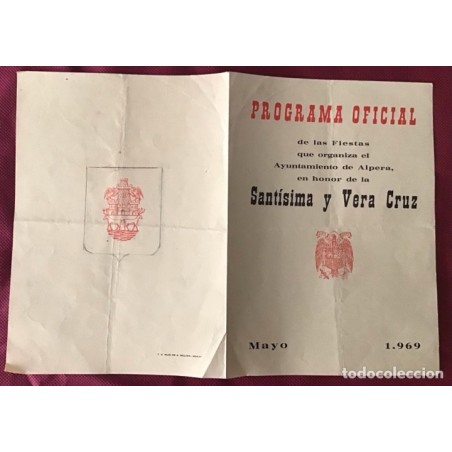 PROGRAMA OFICIAL
de las Fiestas
que organiza el
Ayuntamiento de Alpera,
en honor de la
Santísima y Vera Cruz
Mayo 1.969
todocoleccion